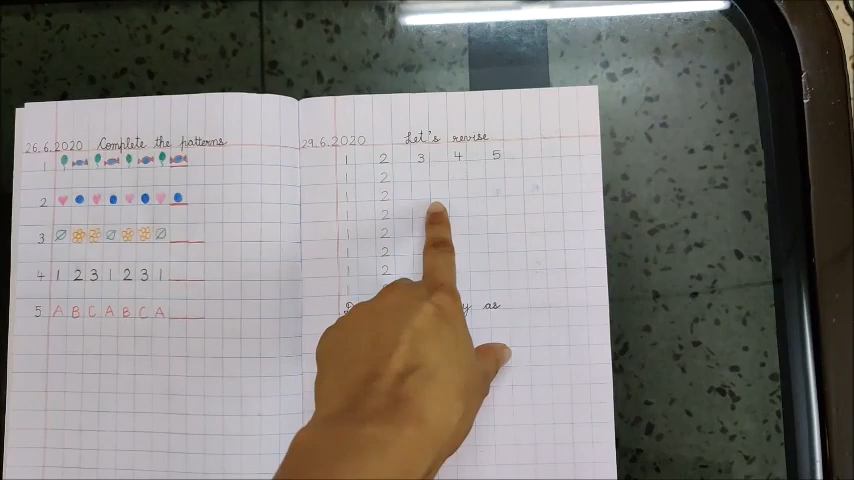 26.6.2020 Complete the patterns
1
2
3
4 1 2 3 1 2 3 1
5 A B C A B C A
29.6.2020 Let's revise
1 2 3 4 5
1 2
1 2
1 2
1 2
1 2
1 2
as